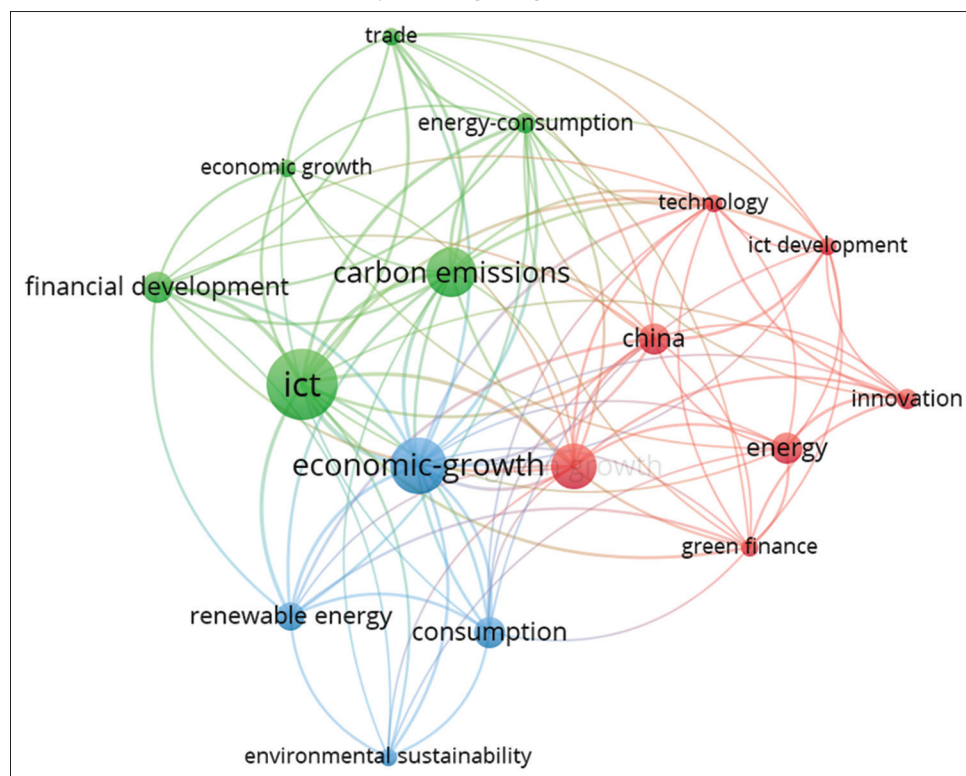 trade
energy-consumption
economic growth
technology
ict development
carbon emissions
financial development
china
ict
innovation
energy
economic-growth
growth
green finance
renewable energy
consumption
environmental sustainability